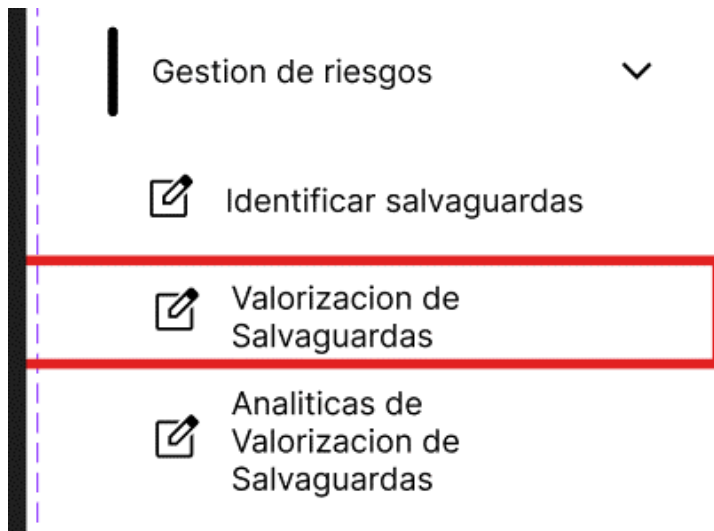 Gestion de riesgos
Identificar salvaguardas
Valorizacion de
Salvaguardas
Analiticas de
Valorizacion de
Salvaguardas